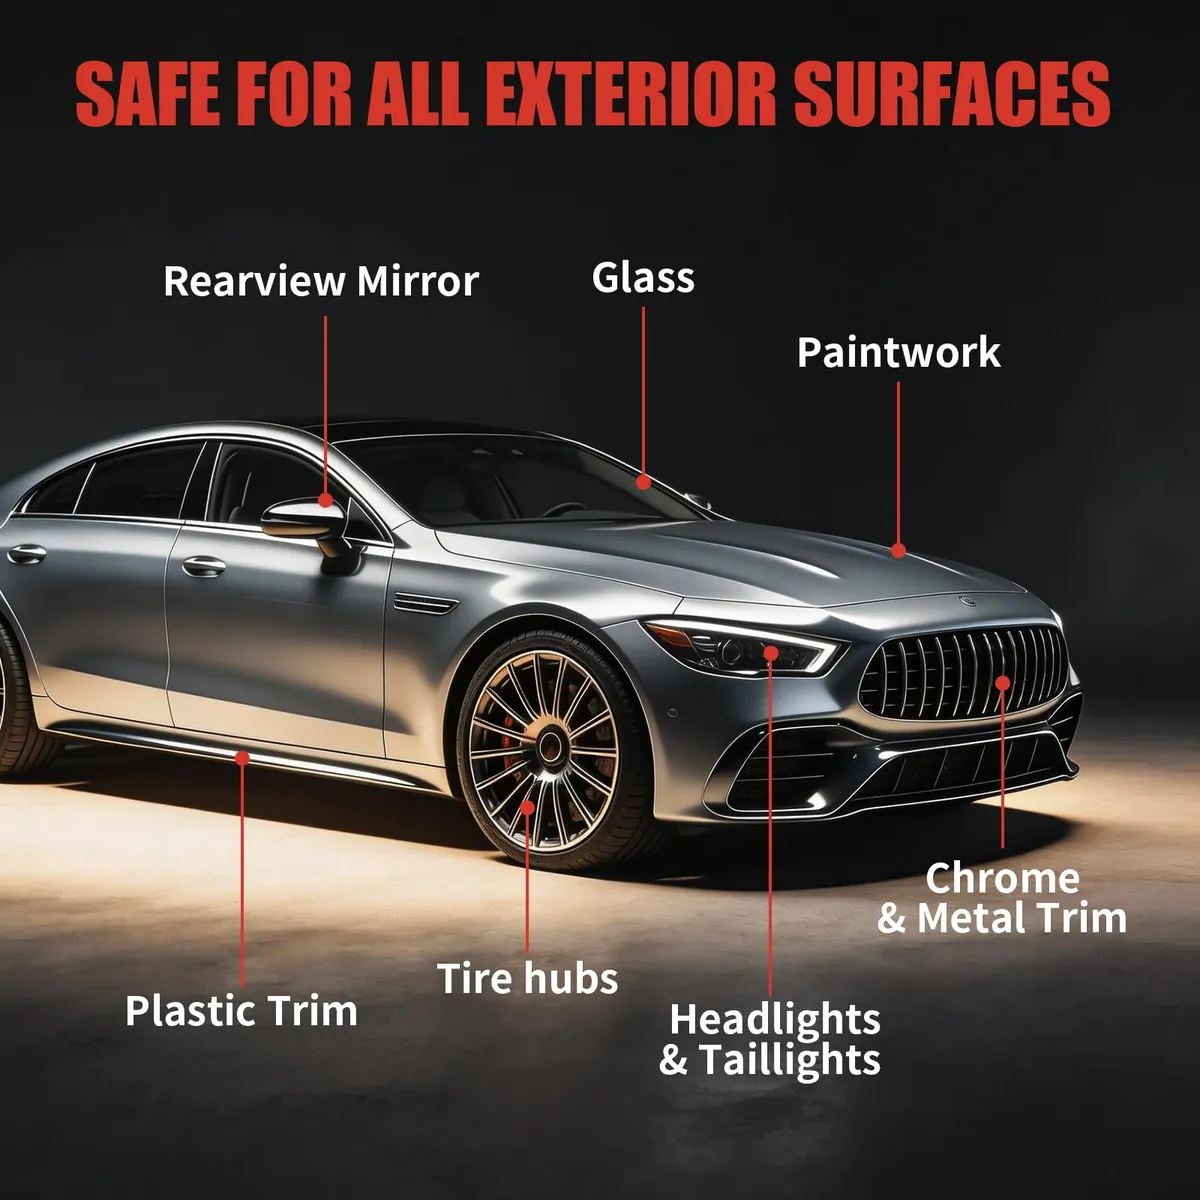 SAFE FOR ALL EXTERIOR SURFACES
Rearview Mirror
Glass
Paintwork
Chrome
& Metal Trim
Tire hubs
Plastic Trim
Headlights
& Taillights